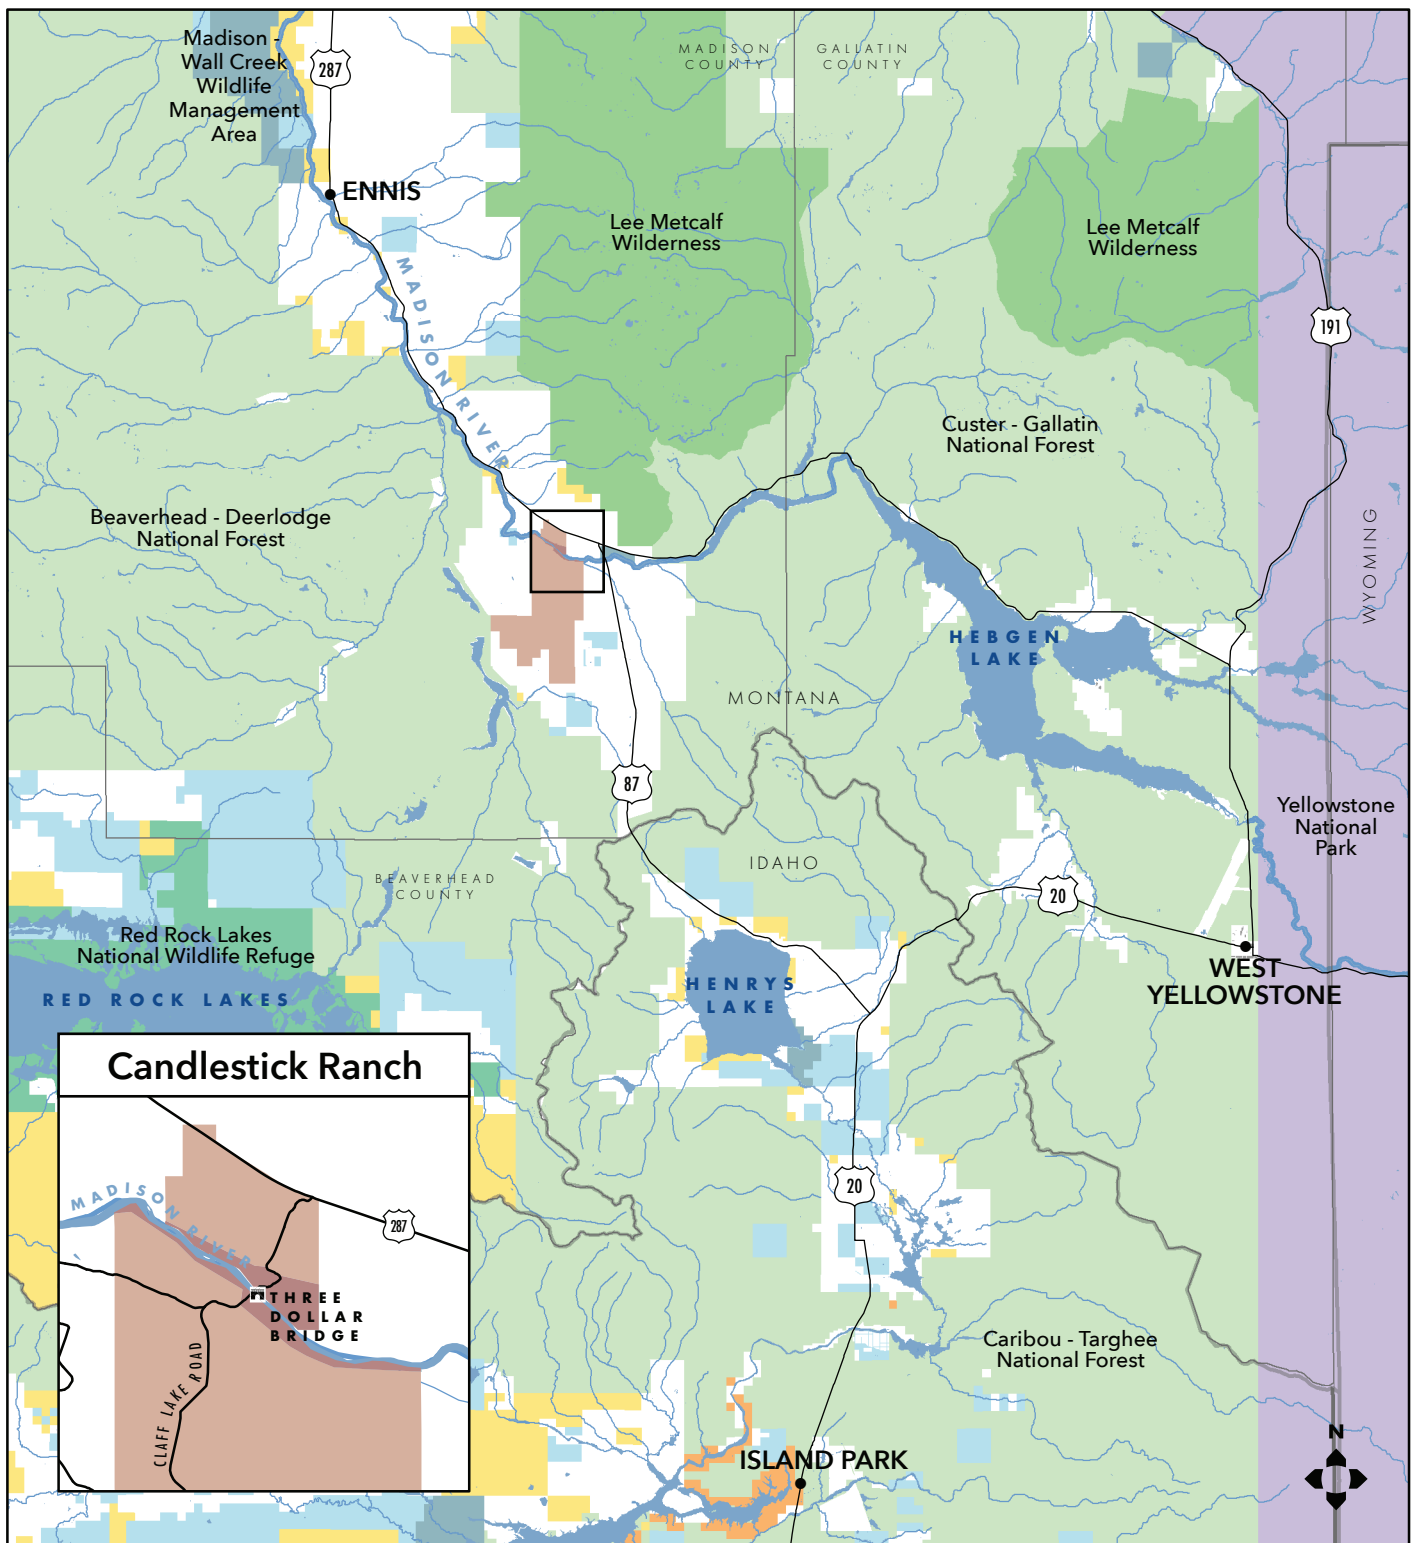 Madison -
Wall Creek
Wildlife
Management
Area
287
MADISON
COUNTY
GALLATIN
COUNTY
ENNIS
Lee Metcalf
Wilderness
Lee Metcalf
Wilderness
MADISON RIVER
191
Custer - Gallatin
National Forest
Beaverhead - Deerlodge
National Forest
WYOMING
HEBGEN
LAKE
MONTANA
87
Yellowstone
National
Park
IDAHO
BEAVERHEAD
COUNTY
20
Red Rock Lakes
National Wildlife Refuge
RED ROCK LAKES
HENRYS
LAKE
WEST
YELLOWSTONE
Candlestick Ranch
MADISON RIVER
287
THREE
DOLLAR
BRIDGE
CLAFF LAKE ROAD
20
Caribou - Targhee
National Forest
ISLAND PARK
N